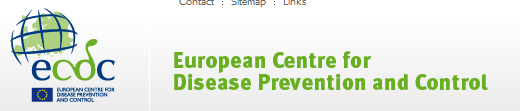 Contact : Sitemap : Links
ecdc
EUROPEAN CENTRE FOR
DISEASE PREVENTION
AND CONTROL
European Centre for
Disease Prevention and Control